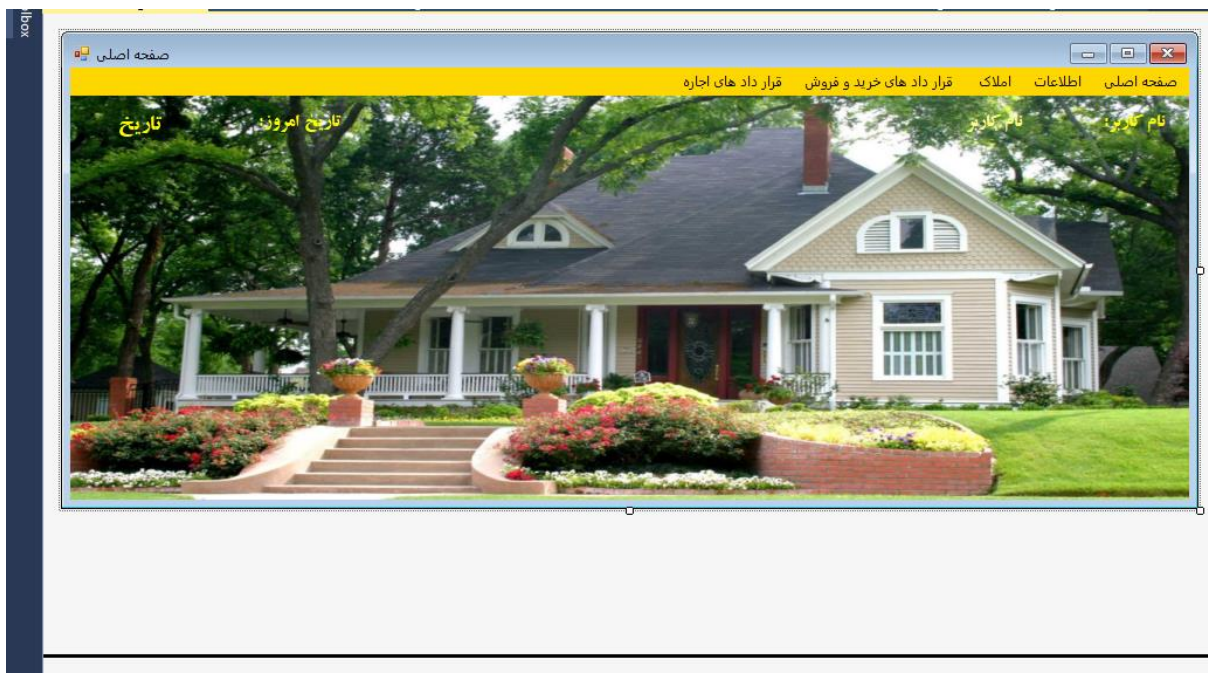 lbox
صفحه اصلی
صفحه اصلی اطلاعات املاک قرار داد های خرید و فروش قرار داد های اجاره
نام کاربر: نام کاربر تاریخ امروز: تاریخ